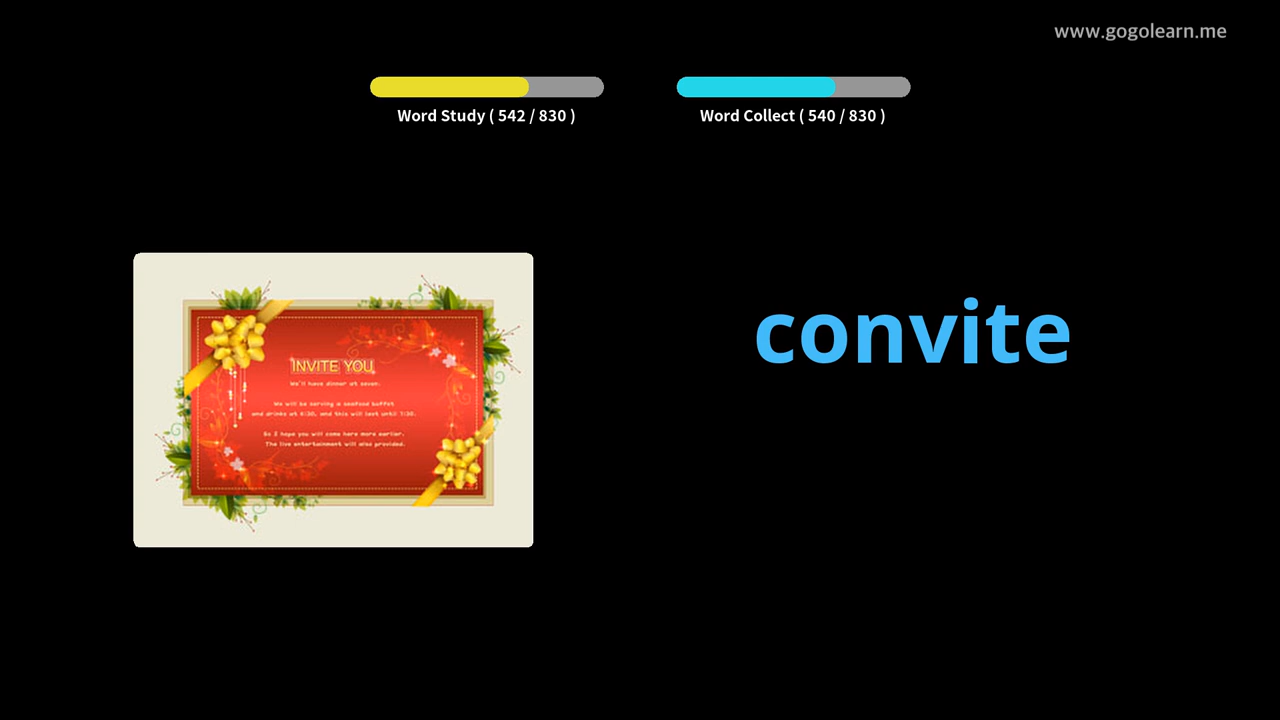 www.gogolearn.me
Word Study ( 542 / 830 )
Word Collect ( 540 / 830 )
INVITE YOU
We'll have dinner at seven.
We will be serving a seafood buffet
and drinks at 6:30, and this will last until 7:30.
So I hope you will come here more earlier.
The live entertainment will also provided.
convite